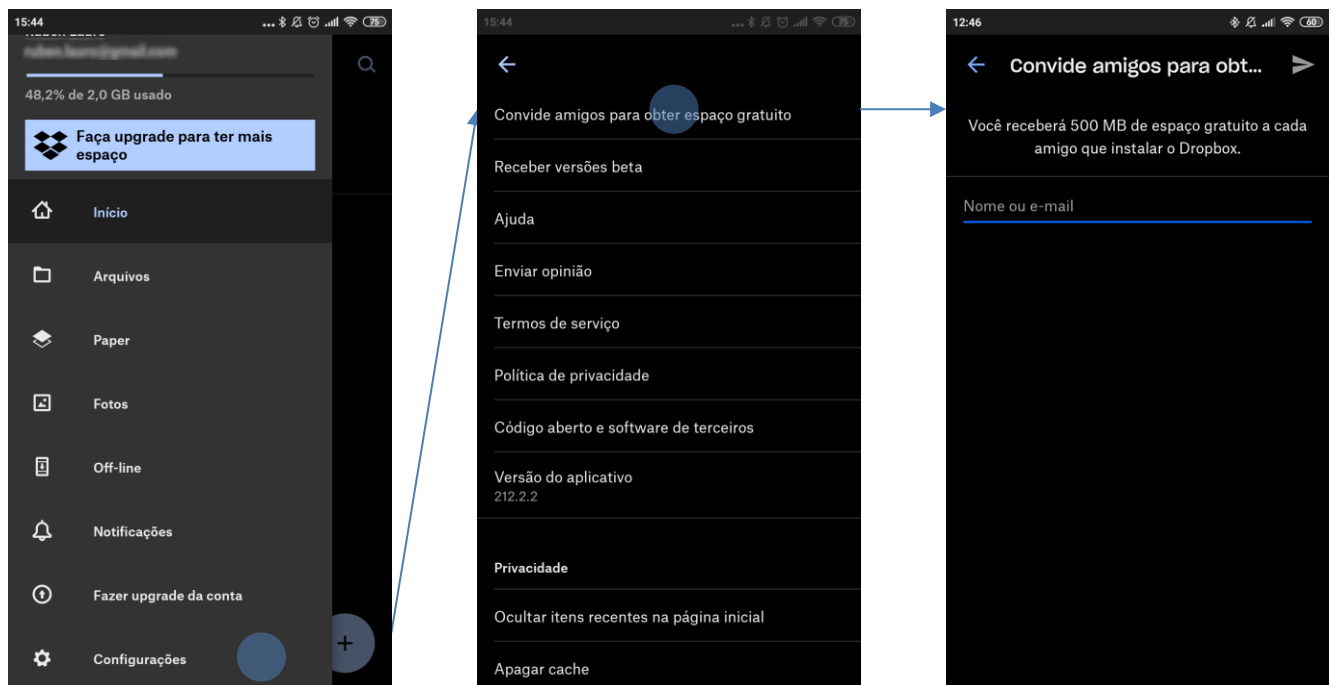 15:44
75
48,2% de 2,0 GB usado
Faça upgrade para ter mais
espaço
Início
Arquivos
Paper
Fotos
Off-line
Notificações
Fazer upgrade da conta
Configurações
15:44
75
Convide amigos para obter espaço gratuito
Receber versões beta
Ajuda
Enviar opinião
Termos de serviço
Política de privacidade
Código aberto e software de terceiros
Versão do aplicativo
212.2.2
Privacidade
Ocultar itens recentes na página inicial
Apagar cache
12:46
60
Convide amigos para obt...
Você receberá 500 MB de espaço gratuito a cada
amigo que instalar o Dropbox.
Nome ou e-mail